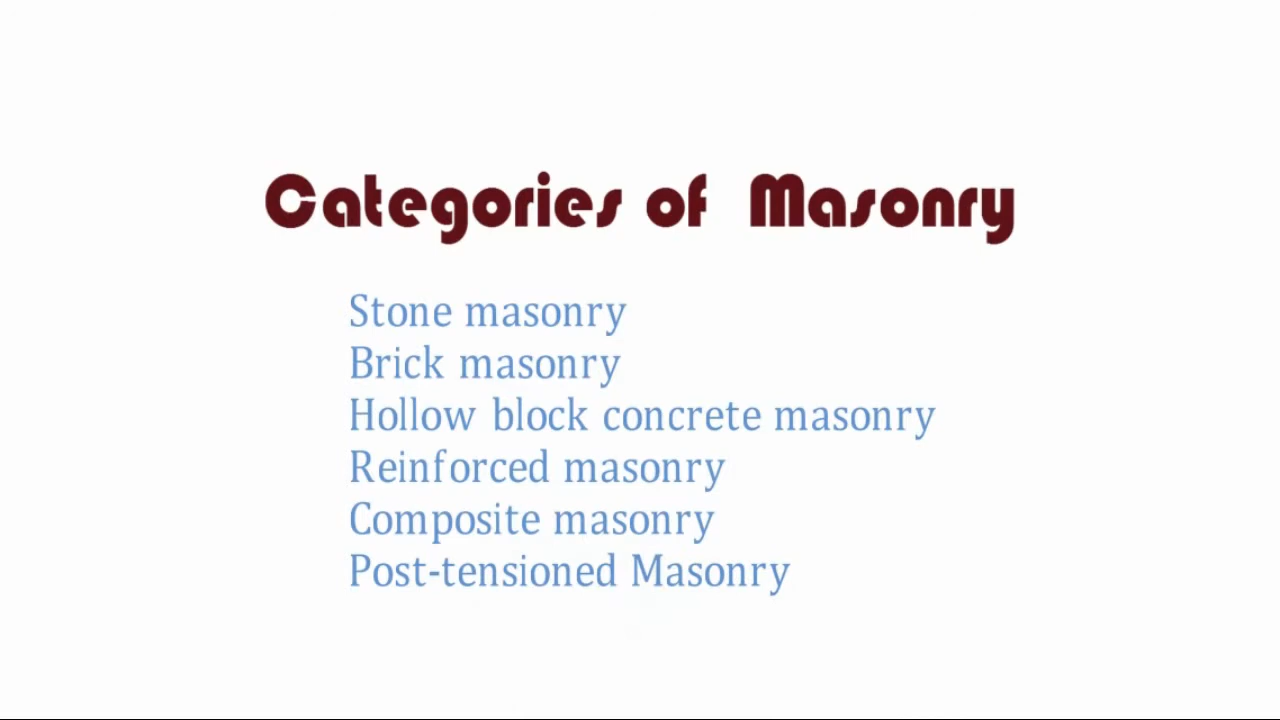 Categories of Masonry
Stone masonry
Brick masonry
Hollow block concrete masonry
Reinforced masonry
Composite masonry
Post-tensioned Masonry